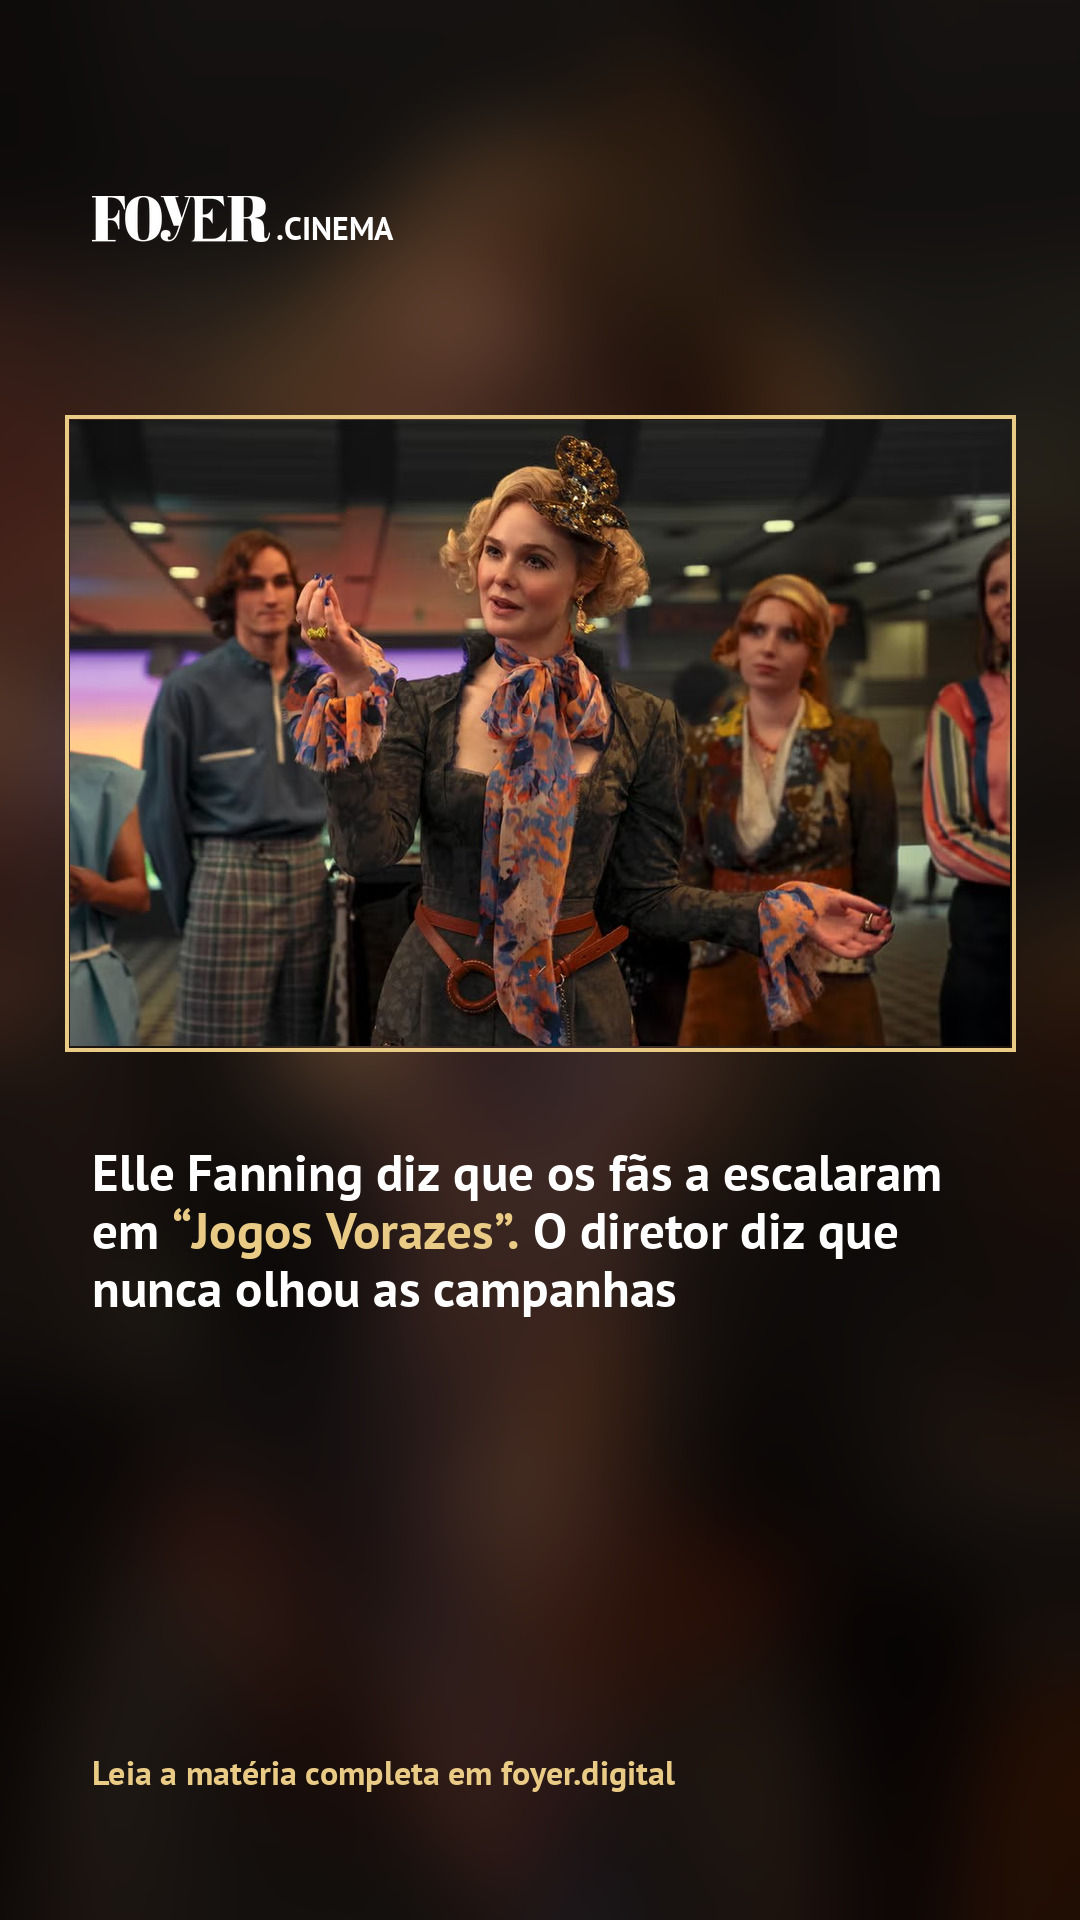 FOYER.CINEMA
Elle Fanning diz que os fãs a escalaram
em “Jogos Vorazes”. O diretor diz que
nunca olhou as campanhas
Leia a matéria completa em foyer.digital